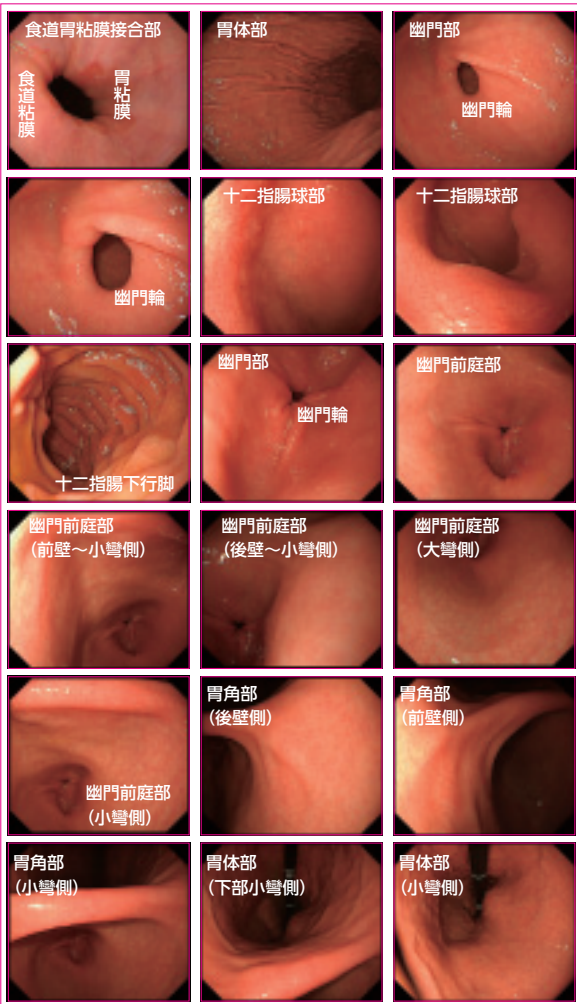 食道胃粘膜接合部
食道粘膜
胃粘膜
胃体部
幽門部
幽門輪
幽門輪
十二指腸球部
十二指腸球部
十二指腸下行脚
幽門部
幽門輪
幽門前庭部
幽門前庭部
(前壁～小彎側)
幽門前庭部
(後壁～小彎側)
幽門前庭部
(大彎側)
幽門前庭部
(小彎側)
胃角部
(後壁側)
胃角部
(前壁側)
胃角部
(小彎側)
胃体部
(下部小彎側)
胃体部
(小彎側)